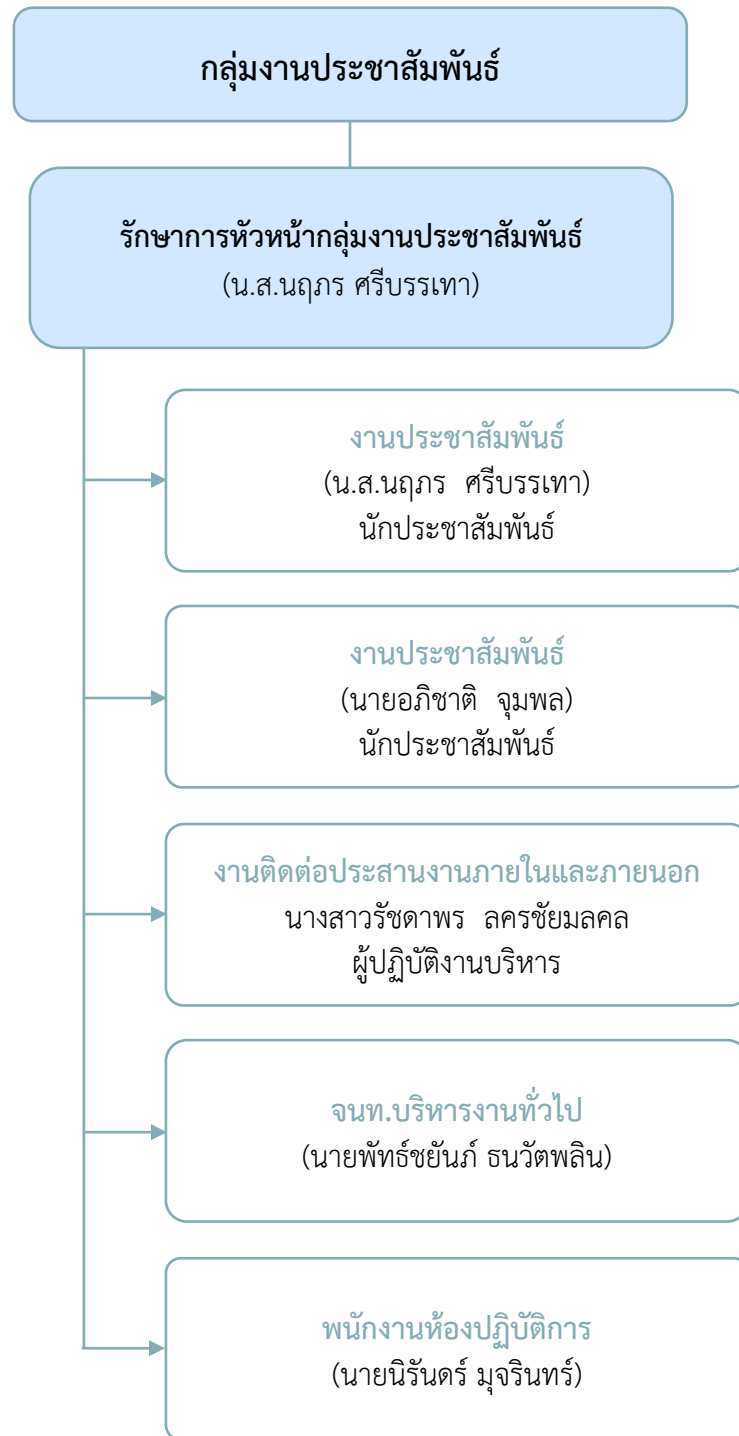 กลุ่มงานประชาสัมพันธ์
รักษาการหัวหน้ากลุ่มงานประชาสัมพันธ์
(น.ส.นฤภร ศรีบรรเทา)
งานประชาสัมพันธ์
(น.ส.นฤภร  ศรีบรรเทา)
นักประชาสัมพันธ์
งานประชาสัมพันธ์
(นายอภิชาติ  จุมพล)
นักประชาสัมพันธ์
งานติดต่อประสานงานภายในและภายนอก
นางสาวรัชดาพร  ลครชัยมลคล
ผู้ปฏิบัติงานบริหาร
จนท.บริหารงานทั่วไป
(นายพัทธ์ชยันภ์ ธนวัตพลิน)
พนักงานห้องปฏิบัติการ
(นายนิรันดร์ มุจรินทร์)